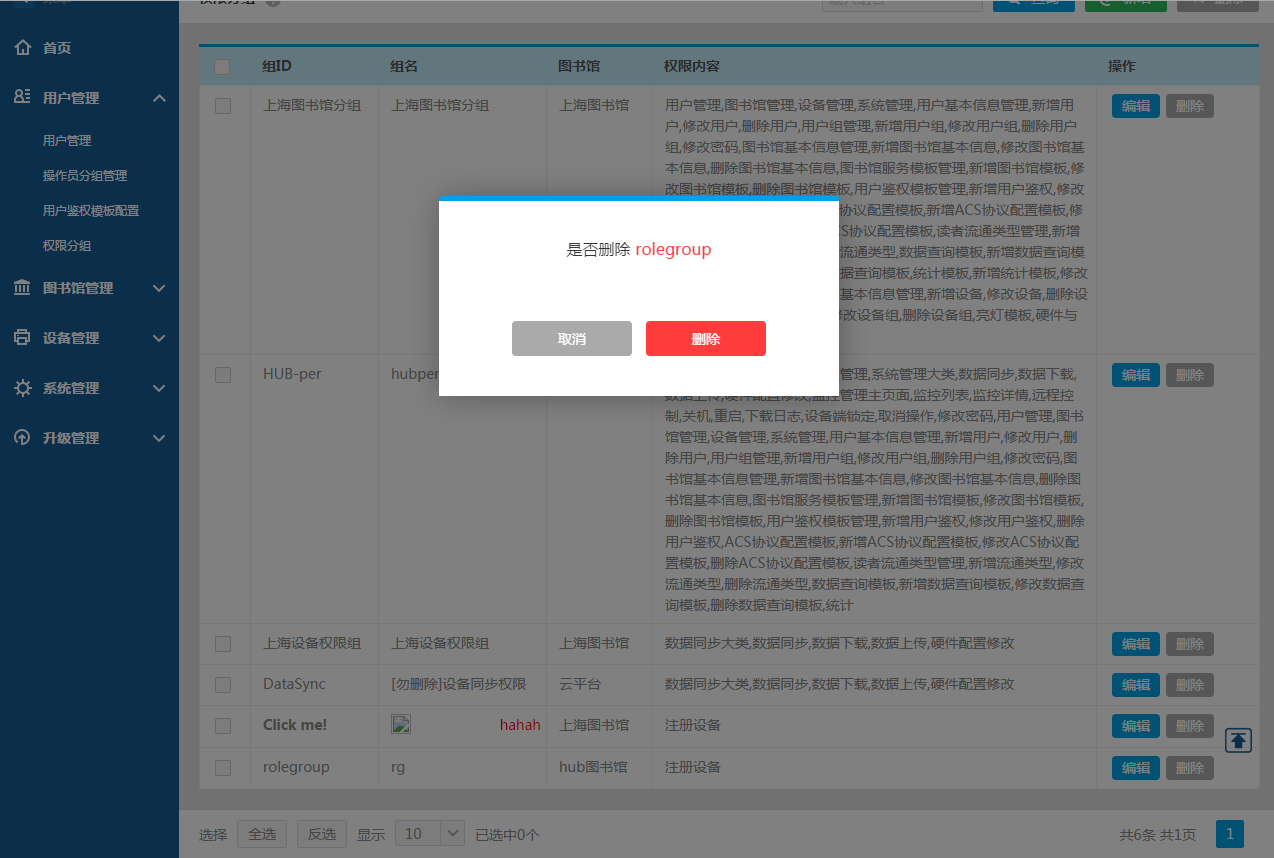 权限分组
输入组名
查询
新增
删除
首页
用户管理
用户管理
操作员分组管理
用户鉴权模板配置
权限分组
图书馆管理
设备管理
系统管理
升级管理
组ID 组名 图书馆 权限内容 操作
上海图书馆分组 上海图书馆分组 上海图书馆 用户管理,图书馆管理,设备管理,系统管理,用户基本信息管理,新增用 编辑 删除
户,修改用户,删除用户,用户组管理,新增用户组,修改用户组,删除用户
组,修改密码,图书馆基本信息管理,新增图书馆基本信息,修改图书馆基
本信息,删除图书馆基本信息,图书馆服务模板管理,新增图书馆模板,修
改图书馆模板,删除图书馆模板,用户鉴权模板管理,新增用户鉴权,修改
协议配置模板,新增ACS协议配置模板,修
S协议配置模板,读者流通类型管理,新增
流通类型,数据查询模板,新增数据查询模
据查询模板,统计模板,新增统计模板,修改
基本信息管理,新增设备,修改设备,删除设
改设备组,删除设备组,亮灯模板,硬件与
是否删除 rolegroup
取消 删除
HUB-per hubper 管理,系统管理大类,数据同步,数据下载, 编辑 删除
数据上传,硬件配置修改,监控管理主页面,监控列表,监控详情,远程控
制,关机,重启,下载日志,设备端锁定,取消操作,修改密码,用户管理,图书
馆管理,设备管理,系统管理,用户基本信息管理,新增用户,修改用户,删
除用户,用户组管理,新增用户组,修改用户组,删除用户组,修改密码,图
书馆基本信息管理,新增图书馆基本信息,修改图书馆基本信息,删除图
书馆基本信息,图书馆服务模板管理,新增图书馆模板,修改图书馆模板,
删除图书馆模板,用户鉴权模板管理,新增用户鉴权,修改用户鉴权,删除
用户鉴权,ACS协议配置模板,新增ACS协议配置模板,修改ACS协议配
置模板,删除ACS协议配置模板,读者流通类型管理,新增流通类型,修改
流通类型,删除流通类型,数据查询模板,新增数据查询模板,修改数据查
询模板,删除数据查询模板,统计
上海设备权限组 上海设备权限组 上海图书馆 数据同步大类,数据同步,数据下载,数据上传,硬件配置修改 编辑 删除
DataSync [勿删除]设备同步权限 云平台 数据同步大类,数据同步,数据下载,数据上传,硬件配置修改 编辑 删除
Click me! hahah 上海图书馆 注册设备 编辑 删除
rolegroup rg hub图书馆 注册设备 编辑 删除
选择 全选 反选 显示 10 已选中0个 共6条 共1页 1